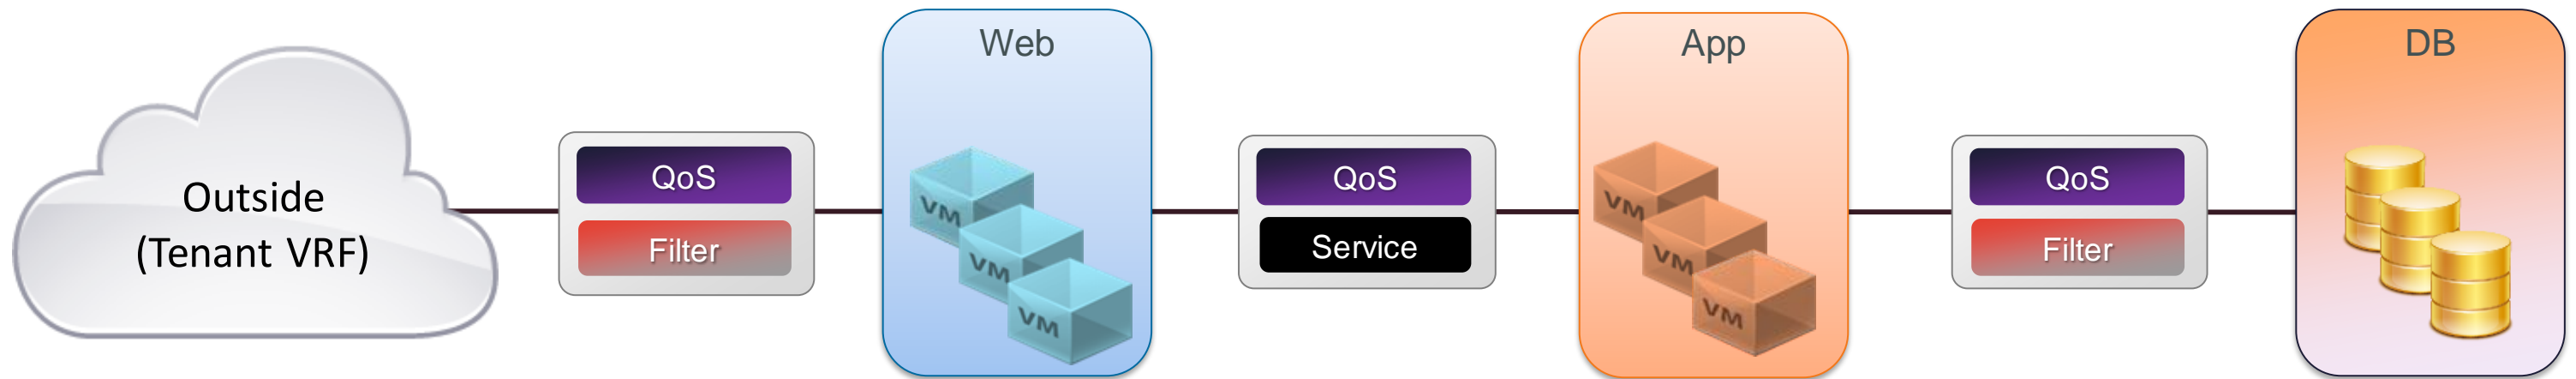 Outside
(Tenant VRF)
QoS
Filter
Web
VM
VM
VM
QoS
Service
App
VM
VM
VM
QoS
Filter
DB